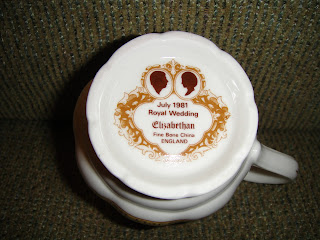 July 1981
Royal Wedding
Elizabethan
Fine Bone China
ENGLAND